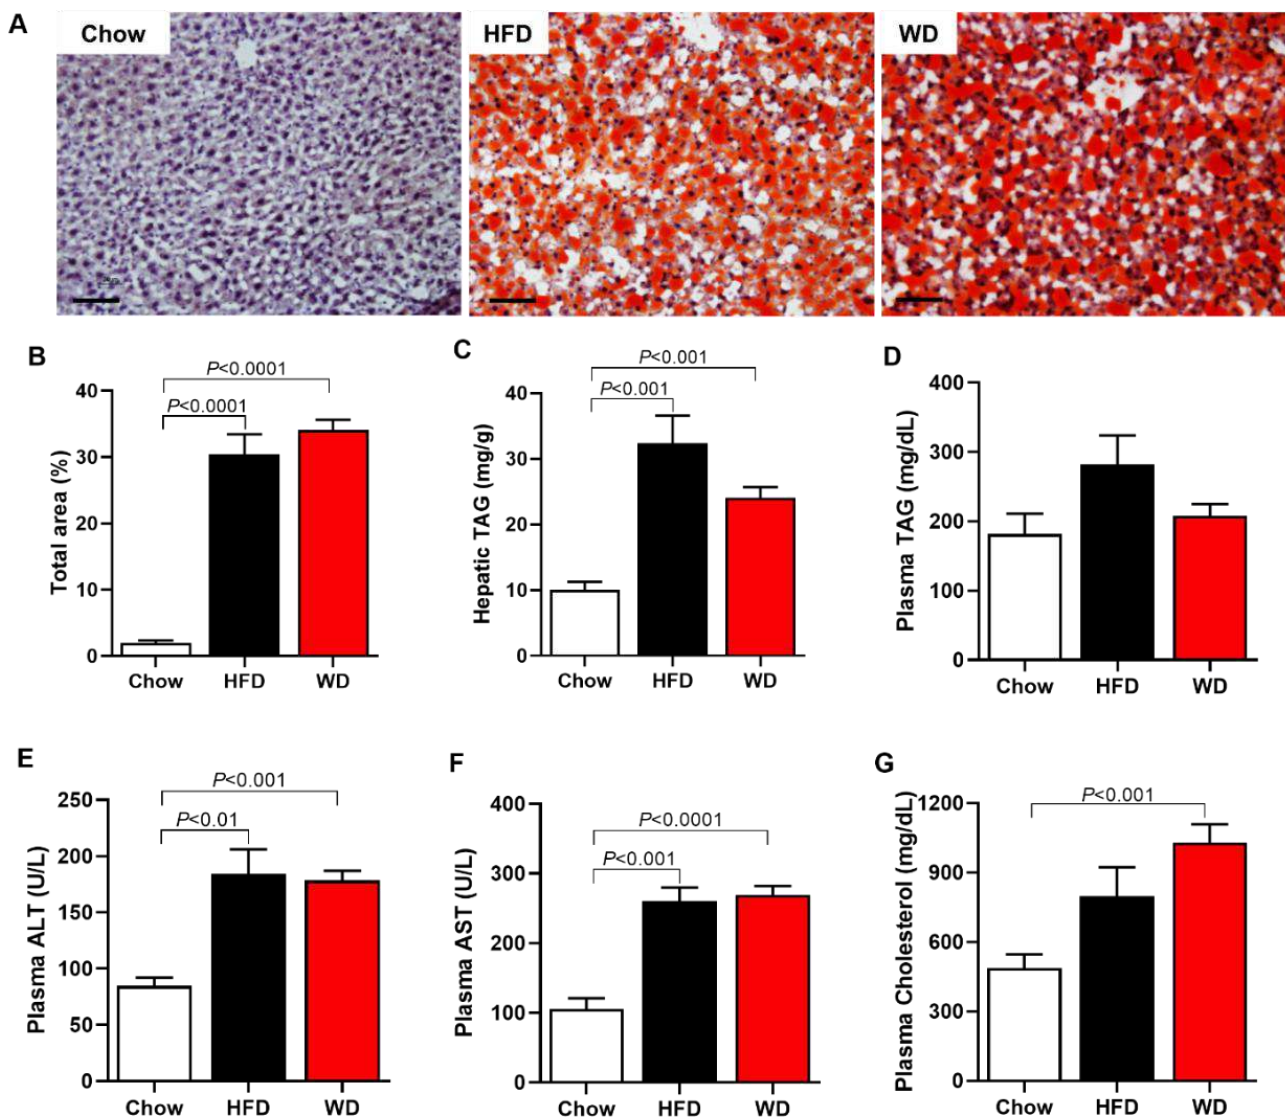 A
Chow
HFD
WD
B
P<0.0001
P<0.0001
Total area (%)
40
30
20
10
0
Chow
HFD
WD
C
P<0.001
P<0.001
Hepatic TAG (mg/g)
40
30
20
10
0
Chow
HFD
WD
D
Plasma TAG (mg/dL)
400
300
200
100
0
Chow
HFD
WD
E
P<0.001
P<0.01
Plasma ALT (U/L)
250
200
150
100
50
0
Chow
HFD
WD
F
P<0.0001
P<0.001
Plasma AST (U/L)
400
300
200
100
0
Chow
HFD
WD
G
P<0.001
Plasma Cholesterol (mg/dL)
1200
900
600
300
0
Chow
HFD
WD